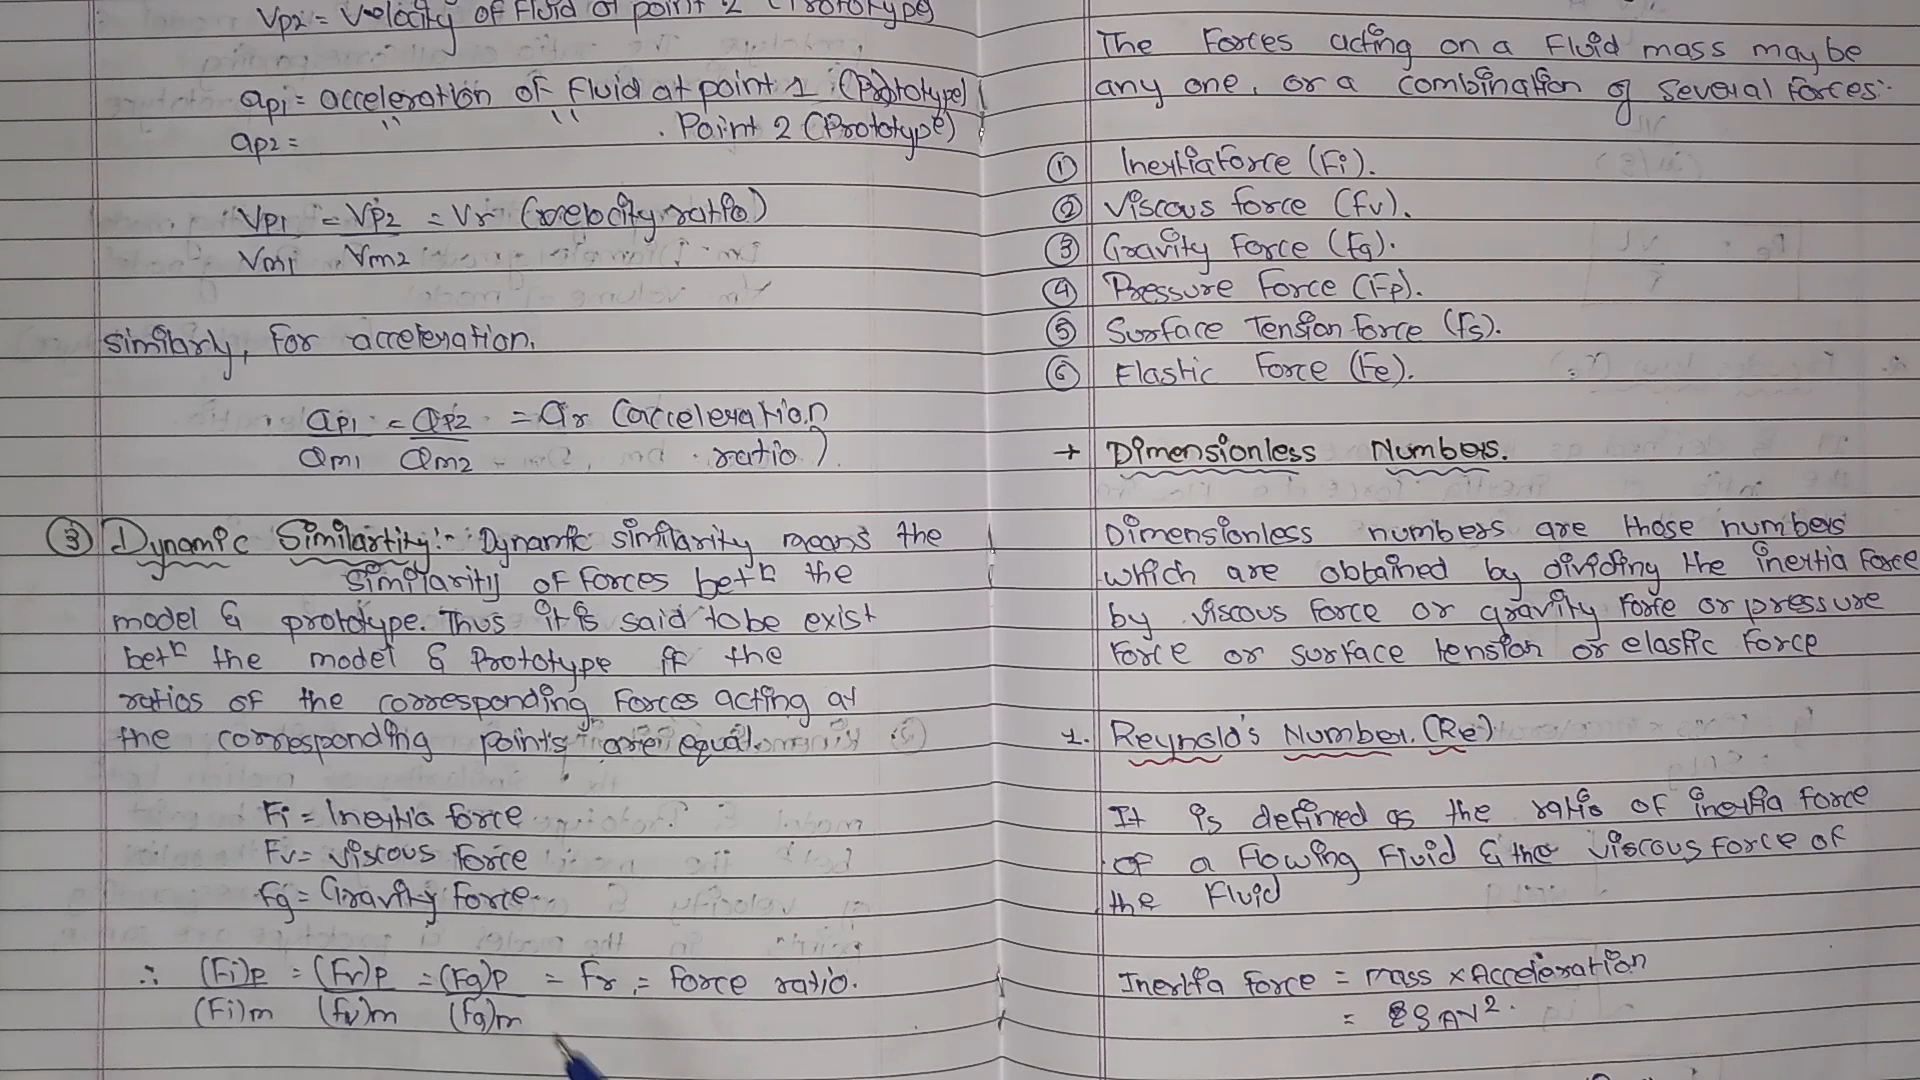 Vp2 = Velocity of Fluid at point 2 (Prototype)
ap1 = acceleration of Fluid at point 1 (Prototype)
ap2 = " " . Point 2 (Prototype)
Vp1 = Vp2 = Vr (velocity ratio)
Vm1 Vm2
similarly, For acceleration.
ap1 = ap2 = ar (acceleration
am1 am2 ratio)
③ Dynamic Similartity:- Dynamic similarity means the
similarity of forces betn the
model & prototype. Thus it is said to be exist
betn the model & Prototype if the
ratios of the corresponding Forces acting at
the corresponding points are equal.
Fi = Inertia force
Fv = Viscous force
Fg = Gravity force
∴ (Fi)p = (Fv)p = (Fg)p = Fr = Force ratio.
(Fi)m (Fv)m (Fg)m
The Forces acting on a Fluid mass may be
any one, or a combination of several forces:-
① Inertia Force (Fi).
② Viscous force (Fv).
③ Gravity Force (Fg).
④ Pressure Force (Fp).
⑤ Surface Tension force (Fs).
⑥ Elastic Force (Fe).
→ Dimensionless Numbers.
Dimensionless numbers are those numbers
which are obtained by dividing the inertia Force
by viscous force or gravity force or pressure
force or surface tension or elastic force
1. Reynold's Number. (Re)
It is defined as the ratio of inertia force
of a Flowing Fluid & the viscous force of
the Fluid
Inertia force = mass x Acceleration
= ρAV².